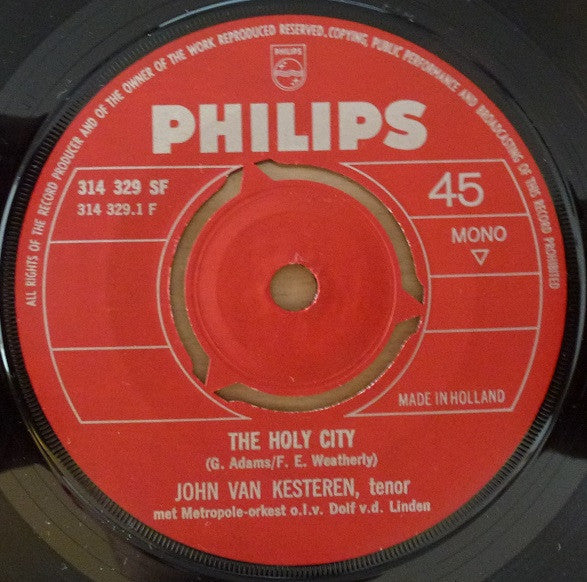 ALL RIGHTS OF THE RECORD PRODUCER AND OF THE OWNER OF THE WORK REPRODUCED RESERVED. COPYING, PUBLIC PERFORMANCE AND BROADCASTING OF THIS RECORD PROHIBITED
PHILIPS
PHILIPS
314 329 SF
314 329.1 F
45
MONO
MADE IN HOLLAND
THE HOLY CITY
(G. Adams/F. E. Weatherly)
JOHN VAN KESTEREN, tenor
met Metropole-orkest o.l.v. Dolf v.d. Linden